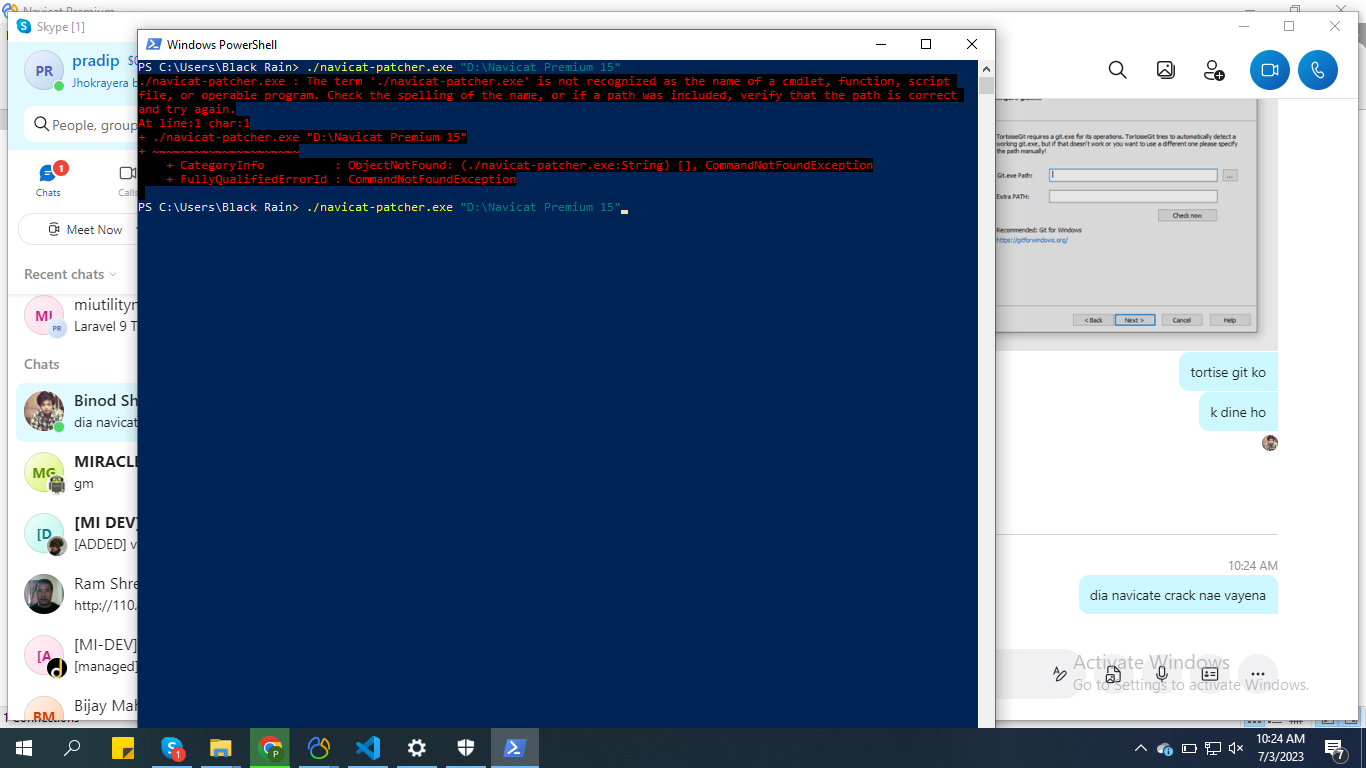 Navicat Premium
Skype [1]
PR
pradip
Jhokrayera b
People, group
1
Chats
Calls
Meet Now
Recent chats
MI
PR
miutilityn
Laravel 9 T
Chats
Binod Sh
dia navicat
MG
MIRACLE
gm
[D
[MI DEV]
[ADDED] v
Ram Shre
http://110.
[A
[MI-DEV]
[managed]
BM
Bijay Mah
Windows PowerShell
PS C:\Users\Black Rain> ./navicat-patcher.exe "D:\Navicat Premium 15"
./navicat-patcher.exe : The term './navicat-patcher.exe' is not recognized as the name of a cmdlet, function, script
file, or operable program. Check the spelling of the name, or if a path was included, verify that the path is correct
and try again.
At line:1 char:1
+ ./navicat-patcher.exe "D:\Navicat Premium 15"
+ ~~~~~~~~~~~~~~~~~~~~~
+ CategoryInfo : ObjectNotFound: (./navicat-patcher.exe:String) [], CommandNotFoundException
+ FullyQualifiedErrorId : CommandNotFoundException
PS C:\Users\Black Rain> ./navicat-patcher.exe "D:\Navicat Premium 15"
TortoiseGit requires a git.exe for its operations. TortoiseGit tries to automatically detect a
working git.exe, but if that doesn't work or you want to use a different one please specify
the path manually!
Git.exe Path:
...
Extra PATH:
Check now
Recommended: Git for Windows
https://gitforwindows.org/
< Back
Next >
Cancel
Help
tortise git ko
k dine ho
10:24 AM
dia navicate crack nae vayena
Activate Windows
Go to Settings to activate Windows.
1
P
10:24 AM
7/3/2023
7